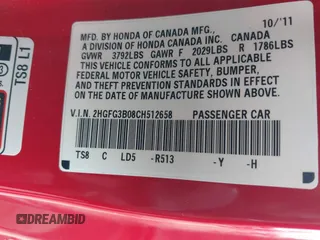 TS8 L1
10/'11
MFD. BY HONDA OF CANADA MFG.,
A DIVISION OF HONDA CANADA INC. CANADA
GVWR 3792LBS GAWR F 2029LBS R 1786LBS
THIS VEHICLE CONFORMS TO ALL APPLICABLE
FEDERAL MOTOR VEHICLE SAFETY, BUMPER,
AND THEFT PREVENTION STANDARDS IN EFFECT
ON THE DATE OF MANUFACTURE SHOWN ABOVE.
V.I.N. 2HGFG3B08CH512658 PASSENGER CAR
TS8 C LD5 -R513 -Y -H
© DREAMBID